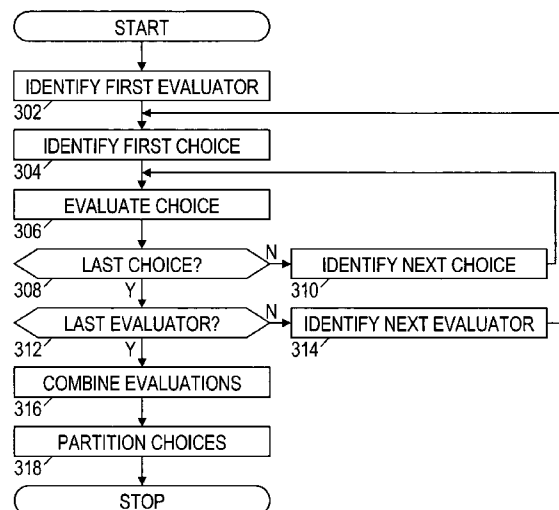 START
IDENTIFY FIRST EVALUATOR
302
IDENTIFY FIRST CHOICE
304
EVALUATE CHOICE
306
LAST CHOICE?
N
IDENTIFY NEXT CHOICE
308
Y
310
LAST EVALUATOR?
N
IDENTIFY NEXT EVALUATOR
312
Y
314
COMBINE EVALUATIONS
316
PARTITION CHOICES
318
STOP